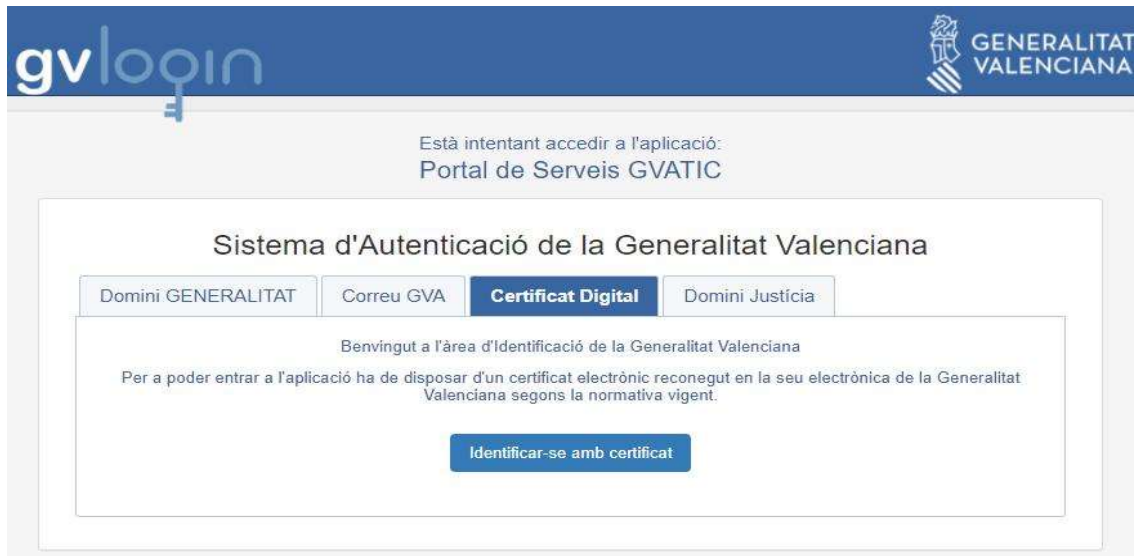 gvlogin
GENERALITAT
VALENCIANA
Està intentant accedir a l'aplicació:
Portal de Serveis GVATIC
Sistema d'Autenticació de la Generalitat Valenciana
Domini GENERALITAT Correu GVA Certificat Digital Domini Justícia
Benvingut a l'àrea d'Identificació de la Generalitat Valenciana
Per a poder entrar a l'aplicació ha de disposar d'un certificat electrònic reconegut en la seu electrònica de la Generalitat
Valenciana segons la normativa vigent.
Identificar-se amb certificat